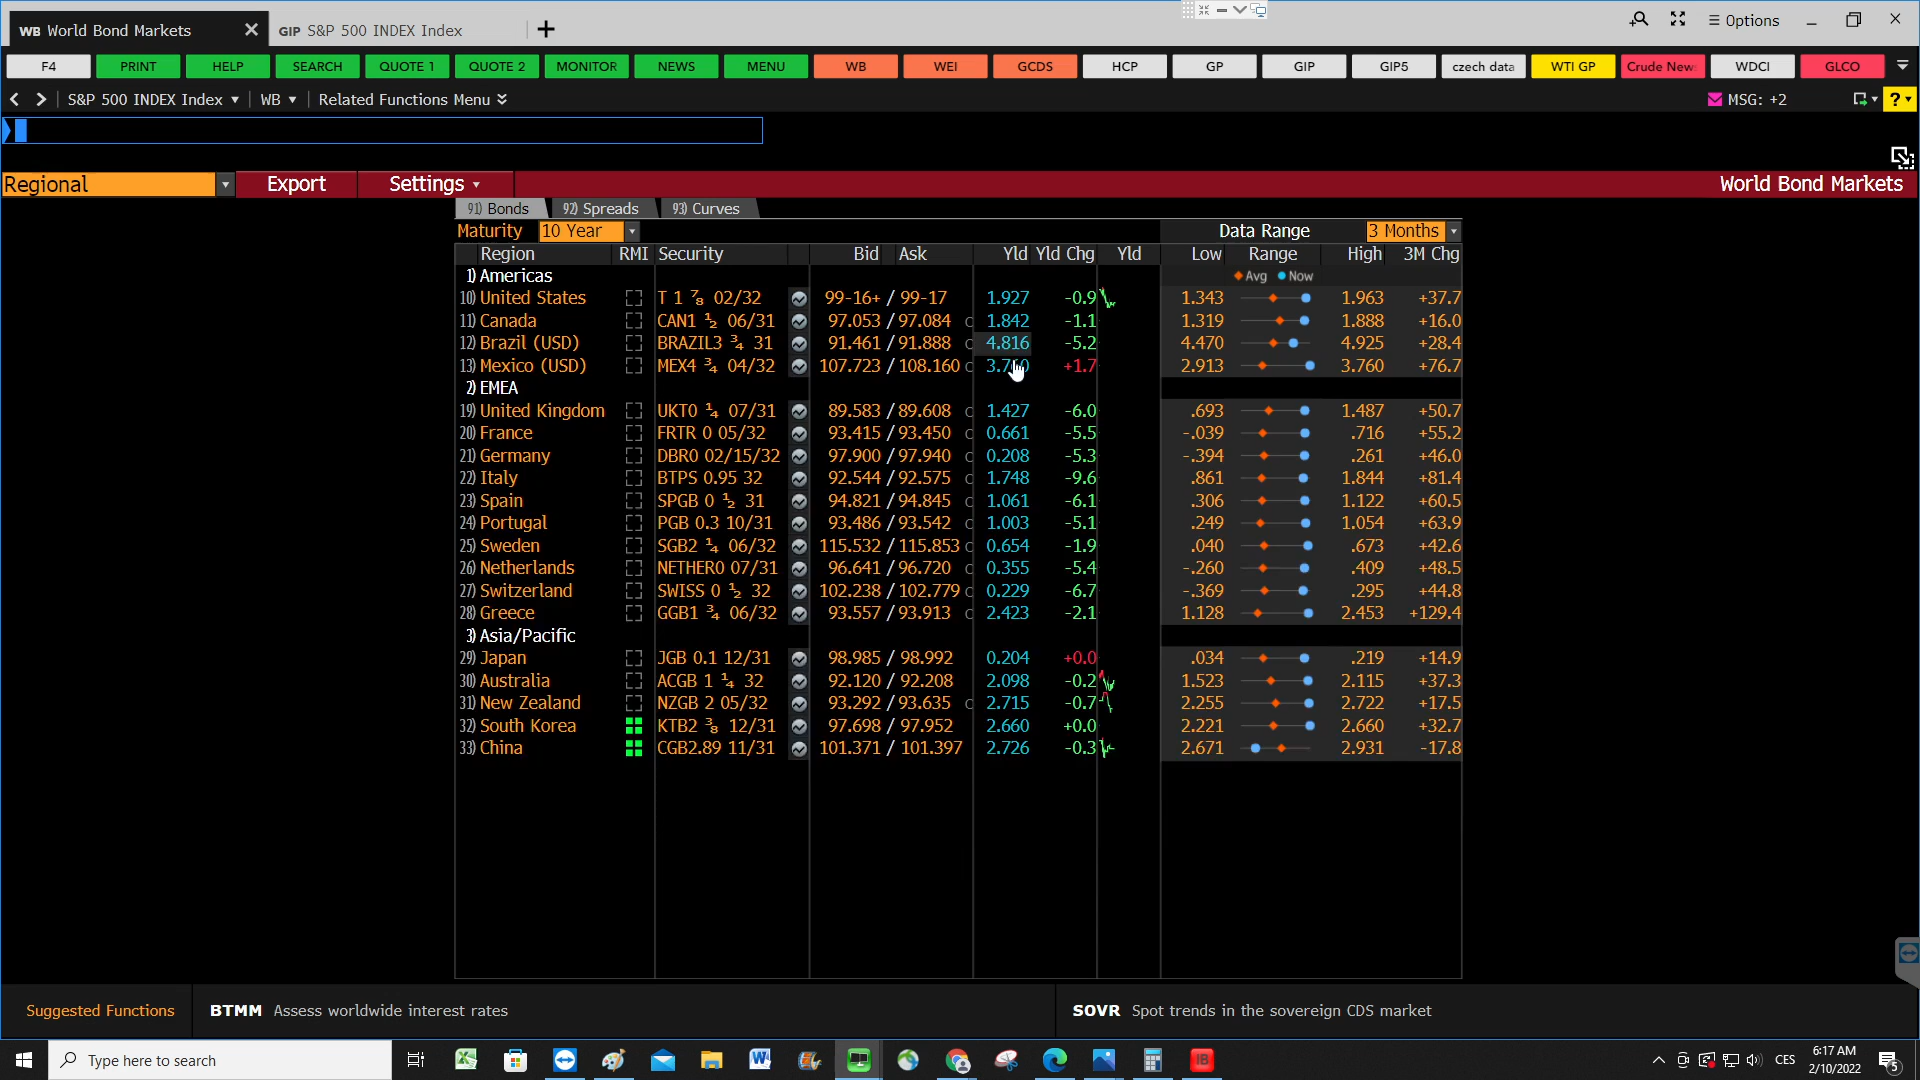 WB World Bond Markets GIP S&P 500 INDEX Index Options
F4 PRINT HELP SEARCH QUOTE 1 QUOTE 2 MONITOR NEWS MENU WB WEI GCDS HCP GP GIP GIP5 czech data WTI GP Crude New WDCI GLCO
S&P 500 INDEX Index WB Related Functions Menu MSG: +2 ?
Regional Export Settings World Bond Markets
91) Bonds 92) Spreads 93) Curves
Maturity 10 Year Data Range 3 Months
Region RMI Security Bid Ask Yld Yld Chg Yld Low Range High 3M Chg
1) Americas Avg Now
10) United States T 1 ⅞ 02/32 99-16+ / 99-17 1.927 -0.9 1.343 1.963 +37.7
11) Canada CAN1 ½ 06/31 97.053 / 97.084 1.842 -1.1 1.319 1.888 +16.0
12) Brazil (USD) BRAZIL3 ¾ 31 91.461 / 91.888 4.816 -5.2 4.470 4.925 +28.4
13) Mexico (USD) MEX4 ¾ 04/32 107.723 / 108.160 +1.7 2.913 3.760 +76.7
2) EMEA
19) United Kingdom UKT0 ¼ 07/31 89.583 / 89.608 1.427 -6.0 .693 1.487 +50.7
20) France FRTR 0 05/32 93.415 / 93.450 0.661 -5.5 -.039 .716 +55.2
21) Germany DBR0 02/15/32 97.900 / 97.940 0.208 -5.3 -.394 .261 +46.0
22) Italy BTPS 0.95 32 92.544 / 92.575 1.748 -9.6 .861 1.844 +81.4
23) Spain SPGB 0 ½ 31 94.821 / 94.845 1.061 -6.1 .306 1.122 +60.5
24) Portugal PGB 0.3 10/31 93.486 / 93.542 1.003 -5.1 .249 1.054 +63.9
25) Sweden SGB2 ¼ 06/32 115.532 / 115.853 0.654 -1.9 .040 .673 +42.6
26) Netherlands NETHER0 07/31 96.641 / 96.720 0.355 -5.4 -.260 .409 +48.5
27) Switzerland SWISS 0 ½ 32 102.238 / 102.779 0.229 -6.7 -.369 .295 +44.8
28) Greece GGB1 ¾ 06/32 93.557 / 93.913 2.423 -2.1 1.128 2.453 +129.4
3) Asia/Pacific
29) Japan JGB 0.1 12/31 98.985 / 98.992 0.204 +0.0 .034 .219 +14.9
30) Australia ACGB 1 ¼ 32 92.120 / 92.208 2.098 -0.2 1.523 2.115 +37.3
31) New Zealand NZGB 2 05/32 93.292 / 93.635 2.715 -0.7 2.255 2.722 +17.5
32) South Korea KTB2 ⅜ 12/31 97.698 / 97.952 2.660 +0.0 2.221 2.660 +32.7
33) China CGB2.89 11/31 101.371 / 101.397 2.726 -0.3 2.671 2.931 -17.8
Suggested Functions BTMM Assess worldwide interest rates SOVR Spot trends in the sovereign CDS market
Type here to search IB CES 6:17 AM
2/10/2022 5